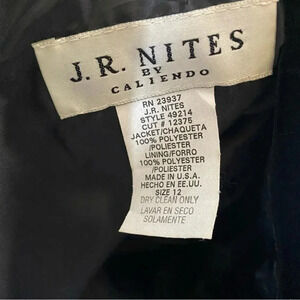 J.R. NITES
BY
CALIENDO
RN 23937
J.R. NITES
STYLE 49214
CUT # 12375
JACKET/CHAQUETA
100% POLYESTER
/POLIESTER
LINING/FORRO
100% POLYESTER
/POLIESTER
MADE IN U.S.A.
HECHO EN EE.UU.
SIZE 12
DRY CLEAN ONLY
LAVAR EN SECO
SOLAMENTE